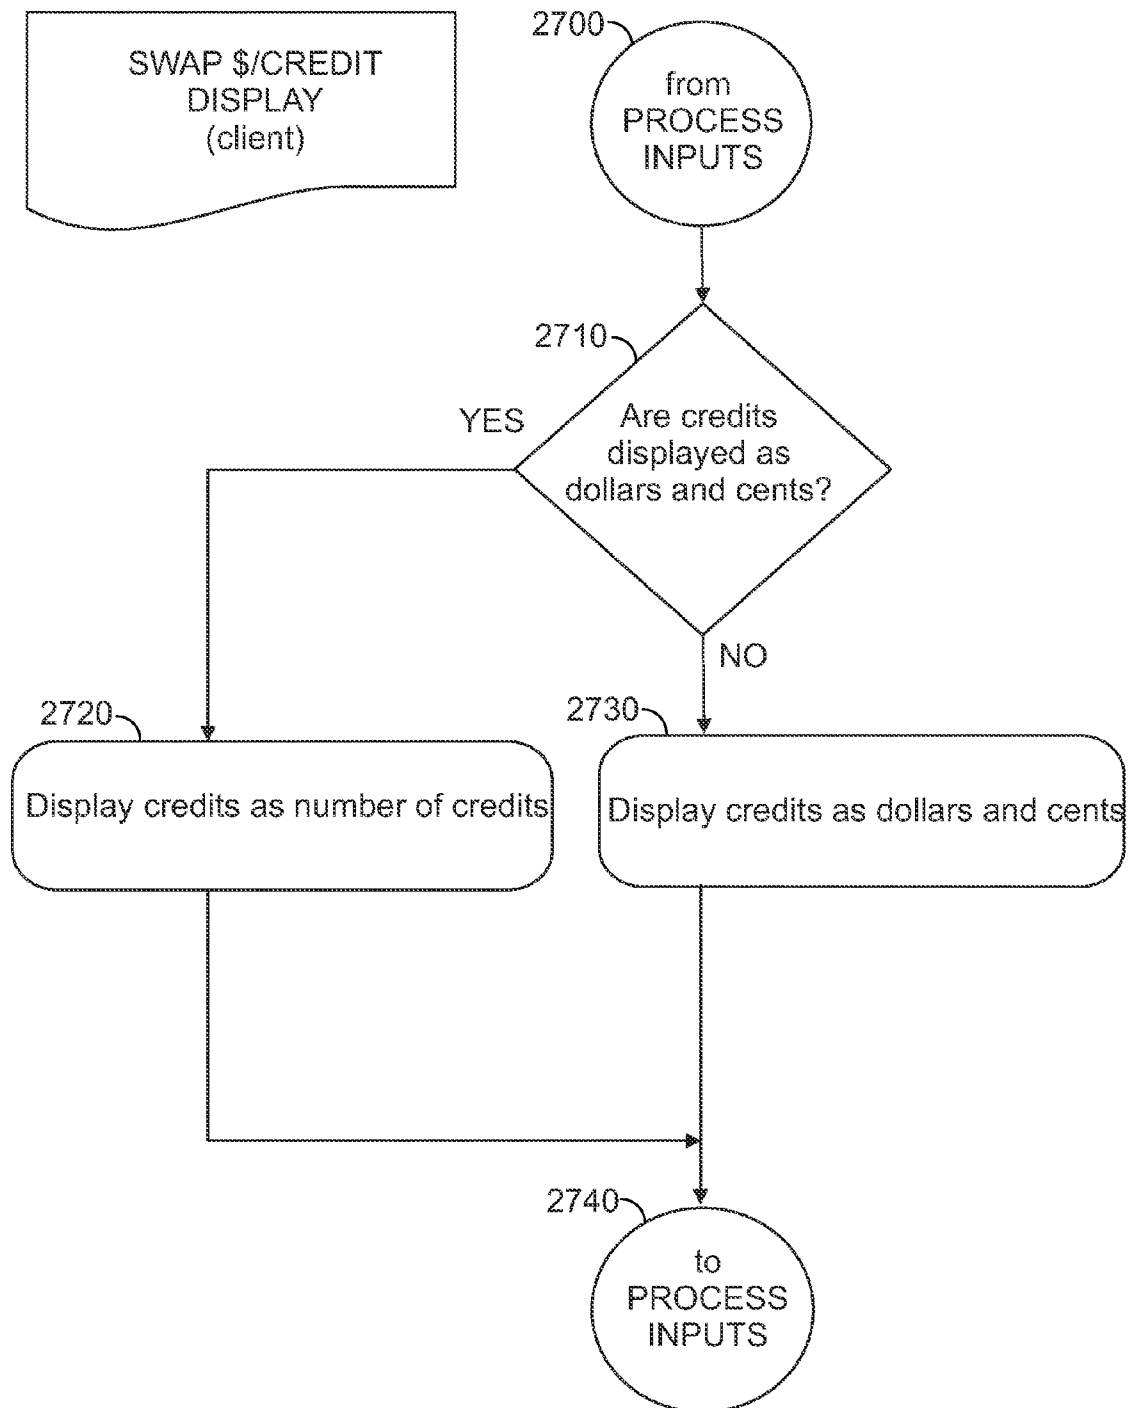 SWAP $/CREDIT
DISPLAY
(client)
2700
from
PROCESS
INPUTS
2710
Are credits
displayed as
dollars and cents?
YES
NO
2720
Display credits as number of credits
2730
Display credits as dollars and cents
2740
to
PROCESS
INPUTS